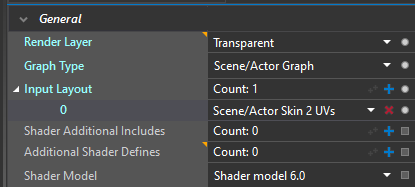 General
Render Layer Transparent
Graph Type Scene/Actor Graph
Input Layout Count: 1
0 Scene/Actor Skin 2 UVs
Shader Additional Includes Count: 0
Additional Shader Defines Count: 0
Shader Model Shader model 6.0